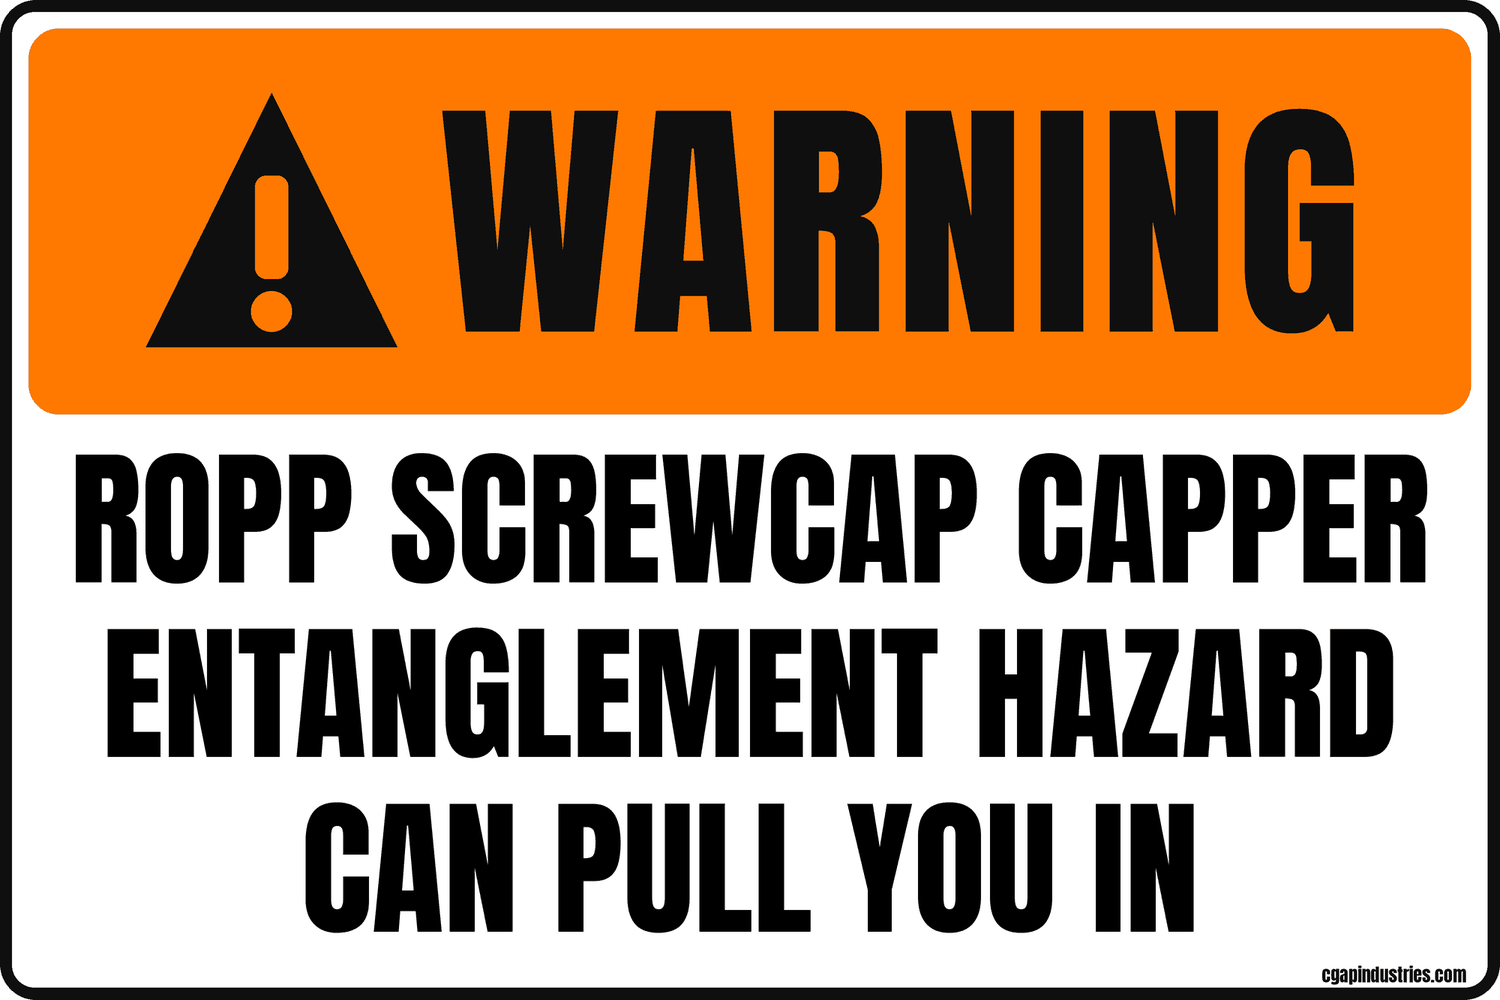 WARNING
ROPP SCREWCAP CAPPER
ENTANGLEMENT HAZARD
CAN PULL YOU IN
cgapindustries.com